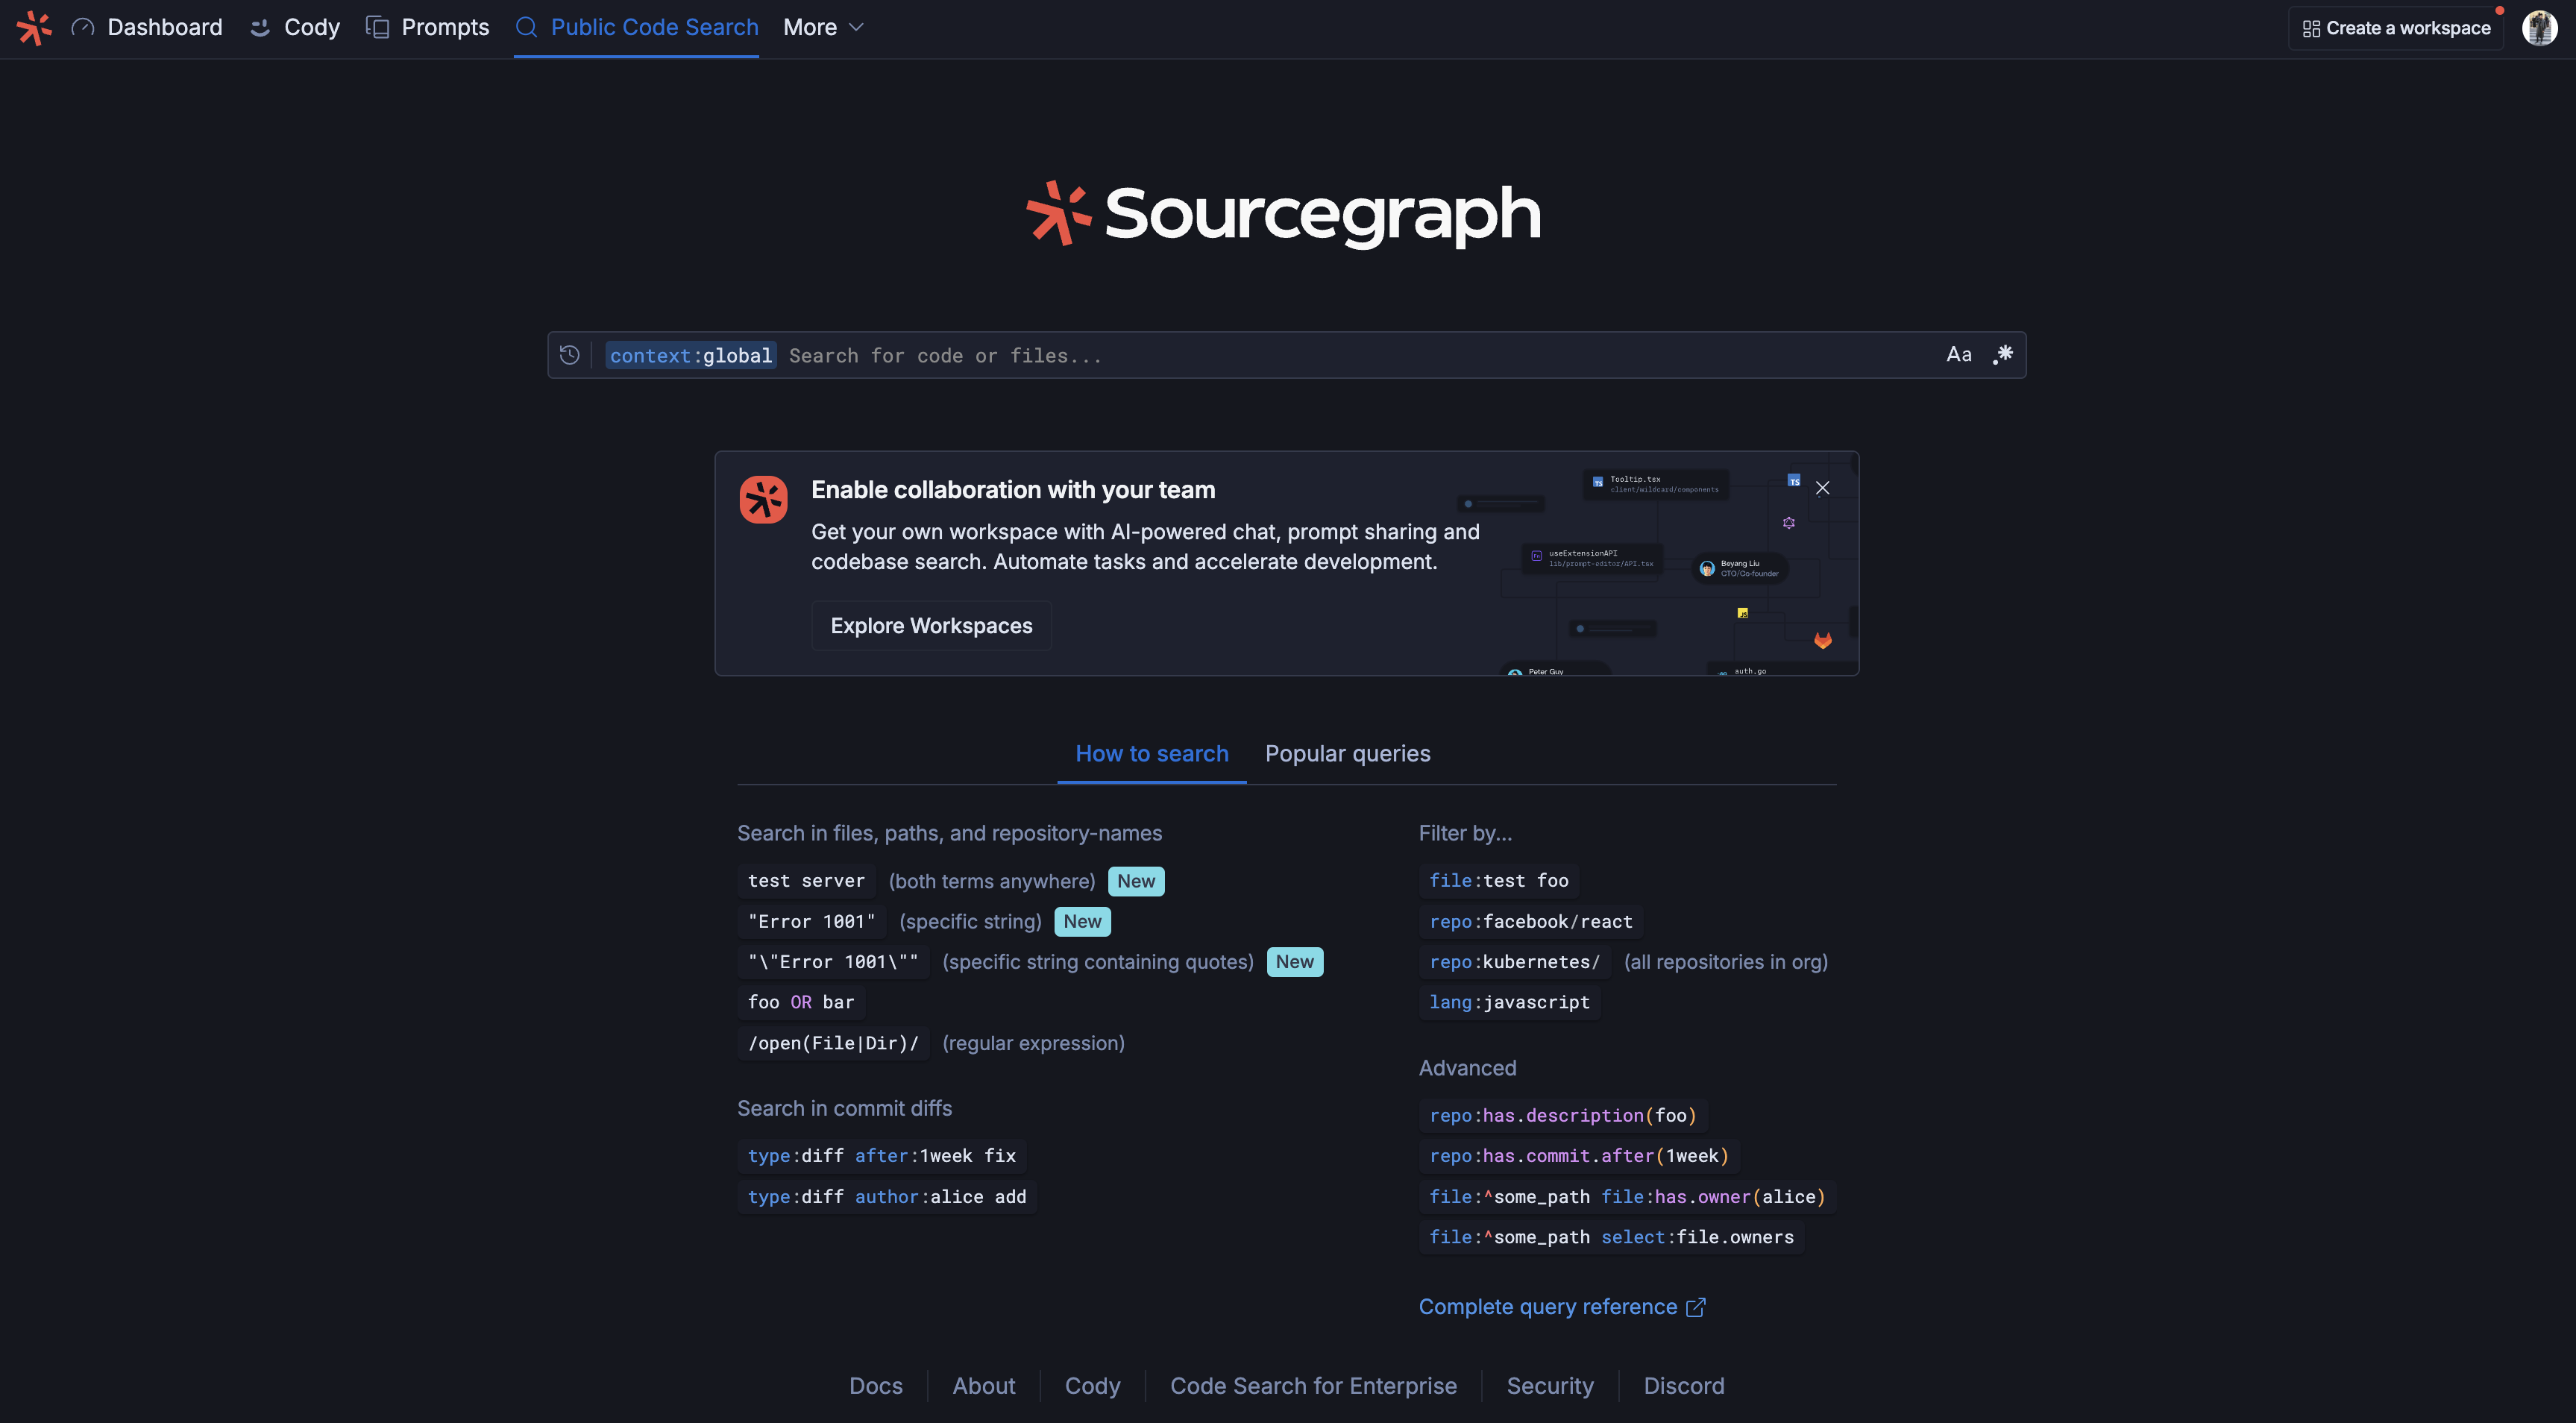 Dashboard Cody Prompts Public Code Search More Create a workspace
Sourcegraph
context:global Search for code or files... Aa .*
Enable collaboration with your team
Get your own workspace with AI-powered chat, prompt sharing and
codebase search. Automate tasks and accelerate development.
Explore Workspaces
Tooltip.tsx
client/wildcard/components
TS
TS
useExtensionAPI
lib/prompt-editor/API.tsx
Beyang Liu
CTO/Co-founder
JS
Peter Guy
auth.go
How to search Popular queries
Search in files, paths, and repository-names
test server (both terms anywhere) New
"Error 1001" (specific string) New
"\"Error 1001\"" (specific string containing quotes) New
foo OR bar
/open(File|Dir)/ (regular expression)
Search in commit diffs
type:diff after:1week fix
type:diff author:alice add
Filter by...
file:test foo
repo:facebook/react
repo:kubernetes/ (all repositories in org)
lang:javascript
Advanced
repo:has.description(foo)
repo:has.commit.after(1week)
file:^some_path file:has.owner(alice)
file:^some_path select:file.owners
Complete query reference
Docs About Cody Code Search for Enterprise Security Discord